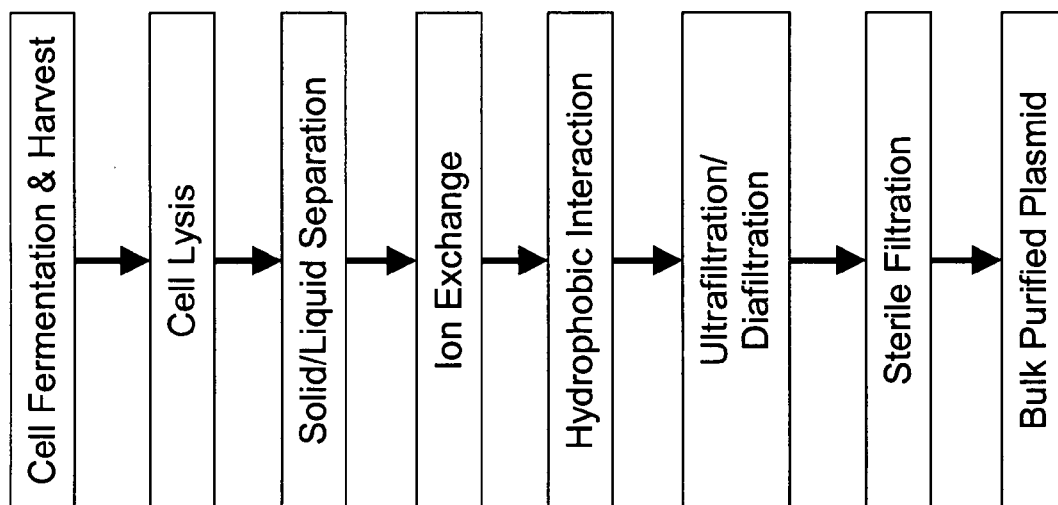 Cell Fermentation & Harvest
Cell Lysis
Solid/Liquid Separation
Ion Exchange
Hydrophobic Interaction
Ultrafiltration/
Diafiltration
Sterile Filtration
Bulk Purified Plasmid